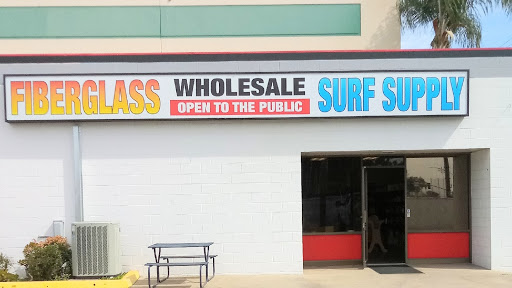 FIBERGLASS WHOLESALE SURF SUPPLY
OPEN TO THE PUBLIC